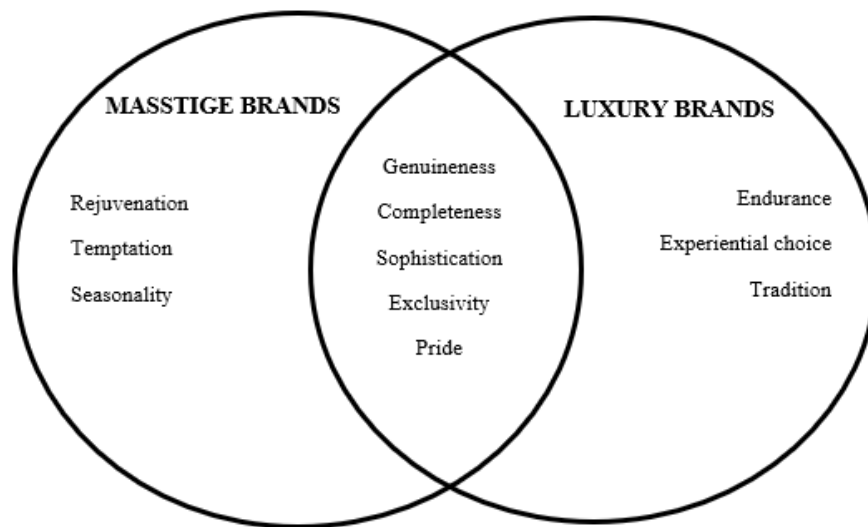 MASSTIGE BRANDS
Rejuvenation
Temptation
Seasonality
Genuineness
Completeness
Sophistication
Exclusivity
Pride
LUXURY BRANDS
Endurance
Experiential choice
Tradition